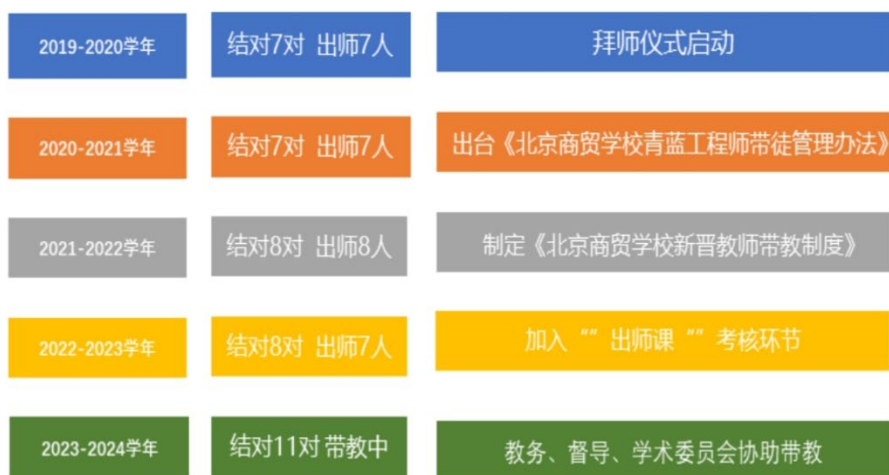 2019-2020学年 结对7对 出师7人 拜师仪式启动
2020-2021学年 结对7对 出师7人 出台《北京商贸学校青蓝工程师带徒管理办法》
2021-2022学年 结对8对 出师8人 制定《北京商贸学校新晋教师带教制度》
2022-2023学年 结对8对 出师7人 加入“”出师课“”考核环节
2023-2024学年 结对11对 带教中 教务、督导、学术委员会协助带教